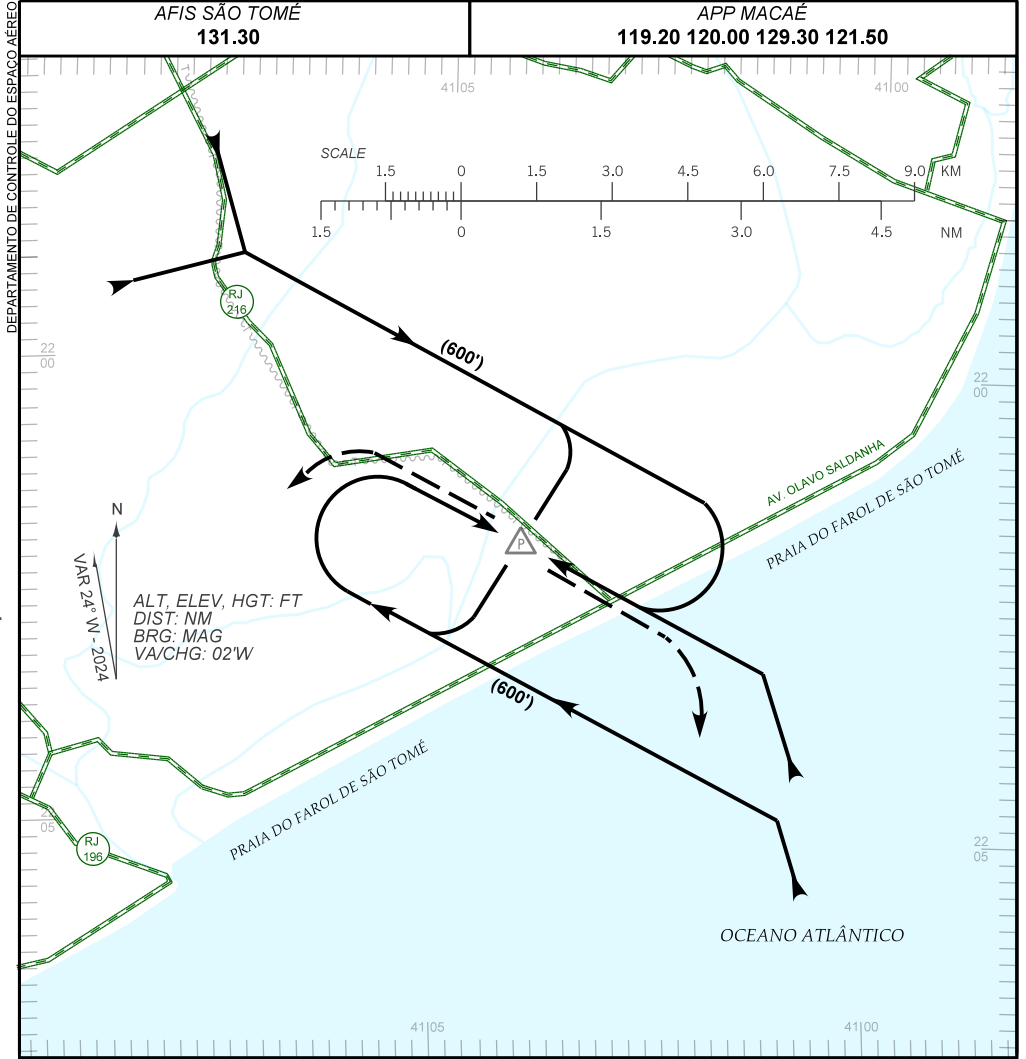 DEPARTAMENTO DE CONTROLE DO ESPAÇO AÉREO
AFIS SÃO TOMÉ
131.30
APP MACAÉ
119.20 120.00 129.30 121.50
41 05
41 00
SCALE
1.5 0 1.5 3.0 4.5 6.0 7.5 9.0 KM
1.5 0 1.5 3.0 4.5 NM
RJ
216
(600')
22
00
22
00
AV. OLAVO SALDANHA
PRAIA DO FAROL DE SÃO TOMÉ
N
P
VAR 24° W - 2024
ALT, ELEV, HGT: FT
DIST: NM
BRG: MAG
VA/CHG: 02'W
(600')
PRAIA DO FAROL DE SÃO TOMÉ
22
05
RJ
196
22
05
OCEANO ATLÂNTICO
41 05
41 00